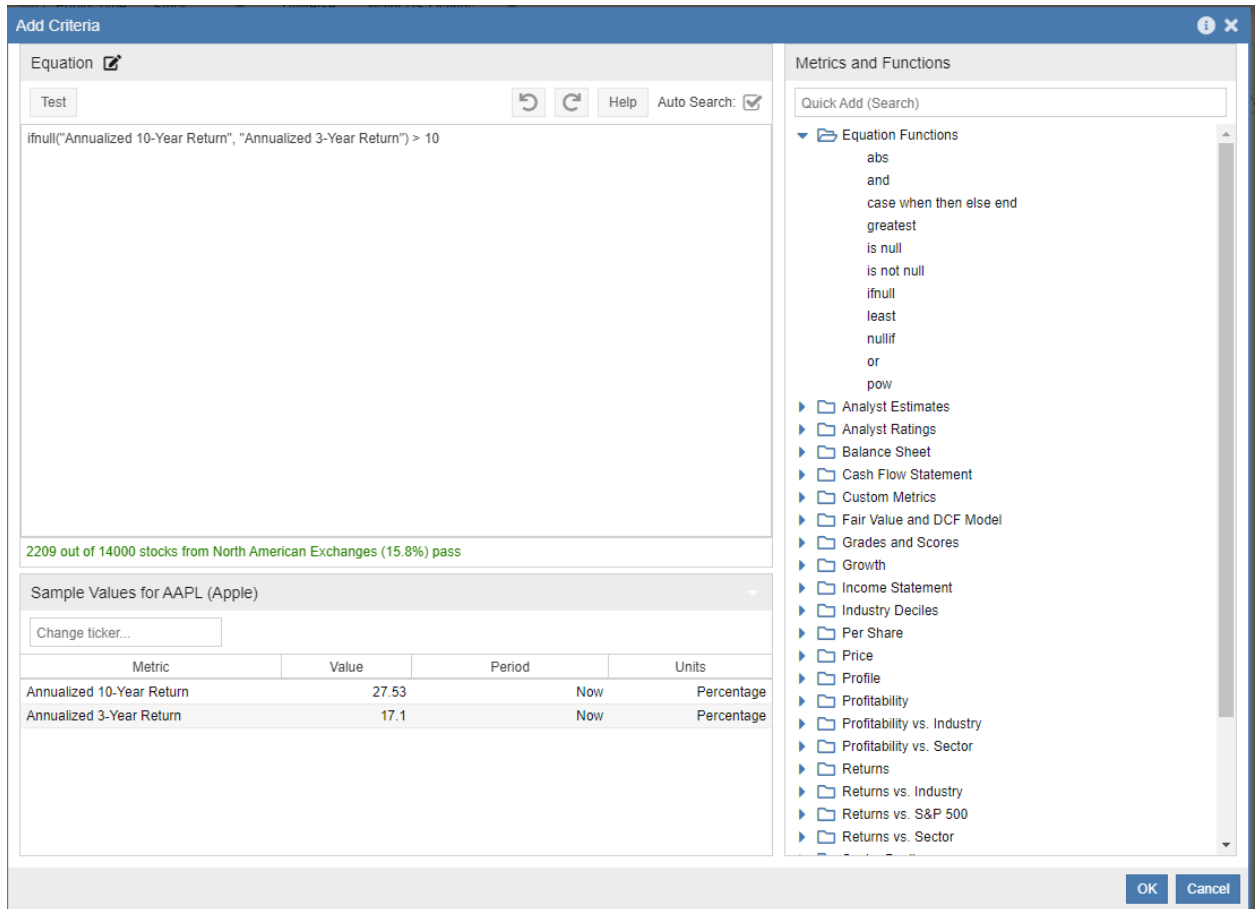 Add Criteria
Equation
Test
Help
Auto Search:
ifnull("Annualized 10-Year Return", "Annualized 3-Year Return") > 10
2209 out of 14000 stocks from North American Exchanges (15.8%) pass
Sample Values for AAPL (Apple)
Change ticker...
Metric Value Period Units
Annualized 10-Year Return 27.53 Now Percentage
Annualized 3-Year Return 17.1 Now Percentage
Metrics and Functions
Quick Add (Search)
Equation Functions
abs
and
case when then else end
greatest
is null
is not null
ifnull
least
nullif
or
pow
Analyst Estimates
Analyst Ratings
Balance Sheet
Cash Flow Statement
Custom Metrics
Fair Value and DCF Model
Grades and Scores
Growth
Income Statement
Industry Deciles
Per Share
Price
Profile
Profitability
Profitability vs. Industry
Profitability vs. Sector
Returns
Returns vs. Industry
Returns vs. S&P 500
Returns vs. Sector
OK
Cancel